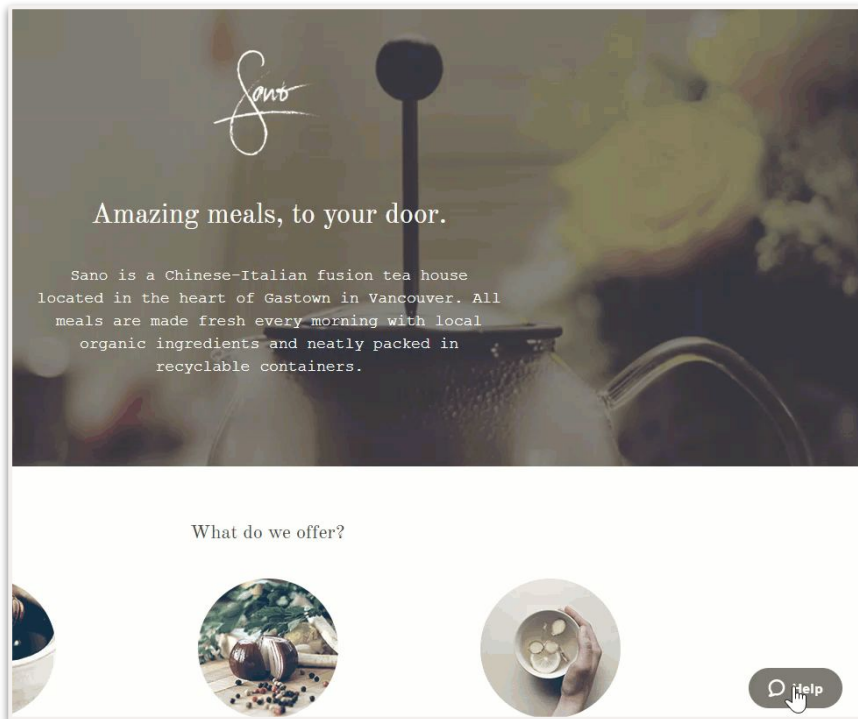 Sano
Amazing meals, to your door.
Sano is a Chinese-Italian fusion tea house
located in the heart of Gastown in Vancouver. All
meals are made fresh every morning with local
organic ingredients and neatly packed in
recyclable containers.
What do we offer?
Help